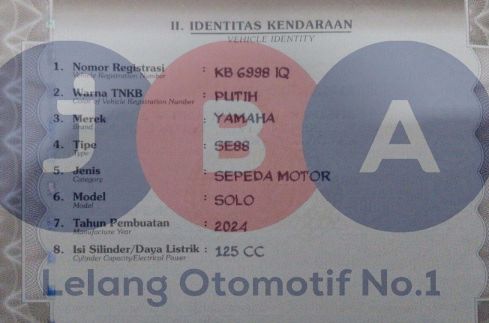 II. IDENTITAS KENDARAAN
VEHICLE IDENTITY
1. Nomor Registrasi : KB 6998 IQ
Vehicle Registration Number
2. Warna TNKB : PUTIH
Color of Vehicle Registration Number
3. Merek : YAMAHA
Brand
4. Tipe : SE88
Type
5. Jenis : SEPEDA MOTOR
Category
6. Model : SOLO
Model
7. Tahun Pembuatan : 2024
Manufacture Year
8. Isi Silinder/Daya Listrik : 125 CC
Cylinder Capacity/Electrical Power
JBA
Lelang Otomotif No.1